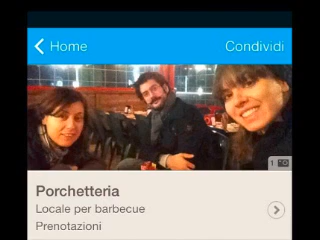 Home
Condividi
1
Porchetteria
Locale per barbecue
Prenotazioni